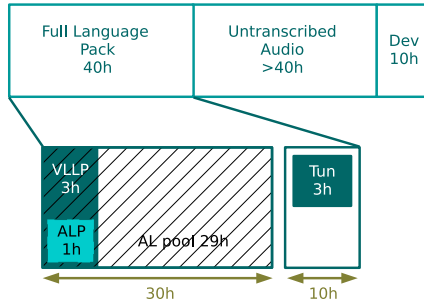 Full Language
Pack
40h
Untranscribed
Audio
>40h
Dev
10h
VLLP
3h
ALP
1h
AL pool 29h
Tun
3h
30h
10h